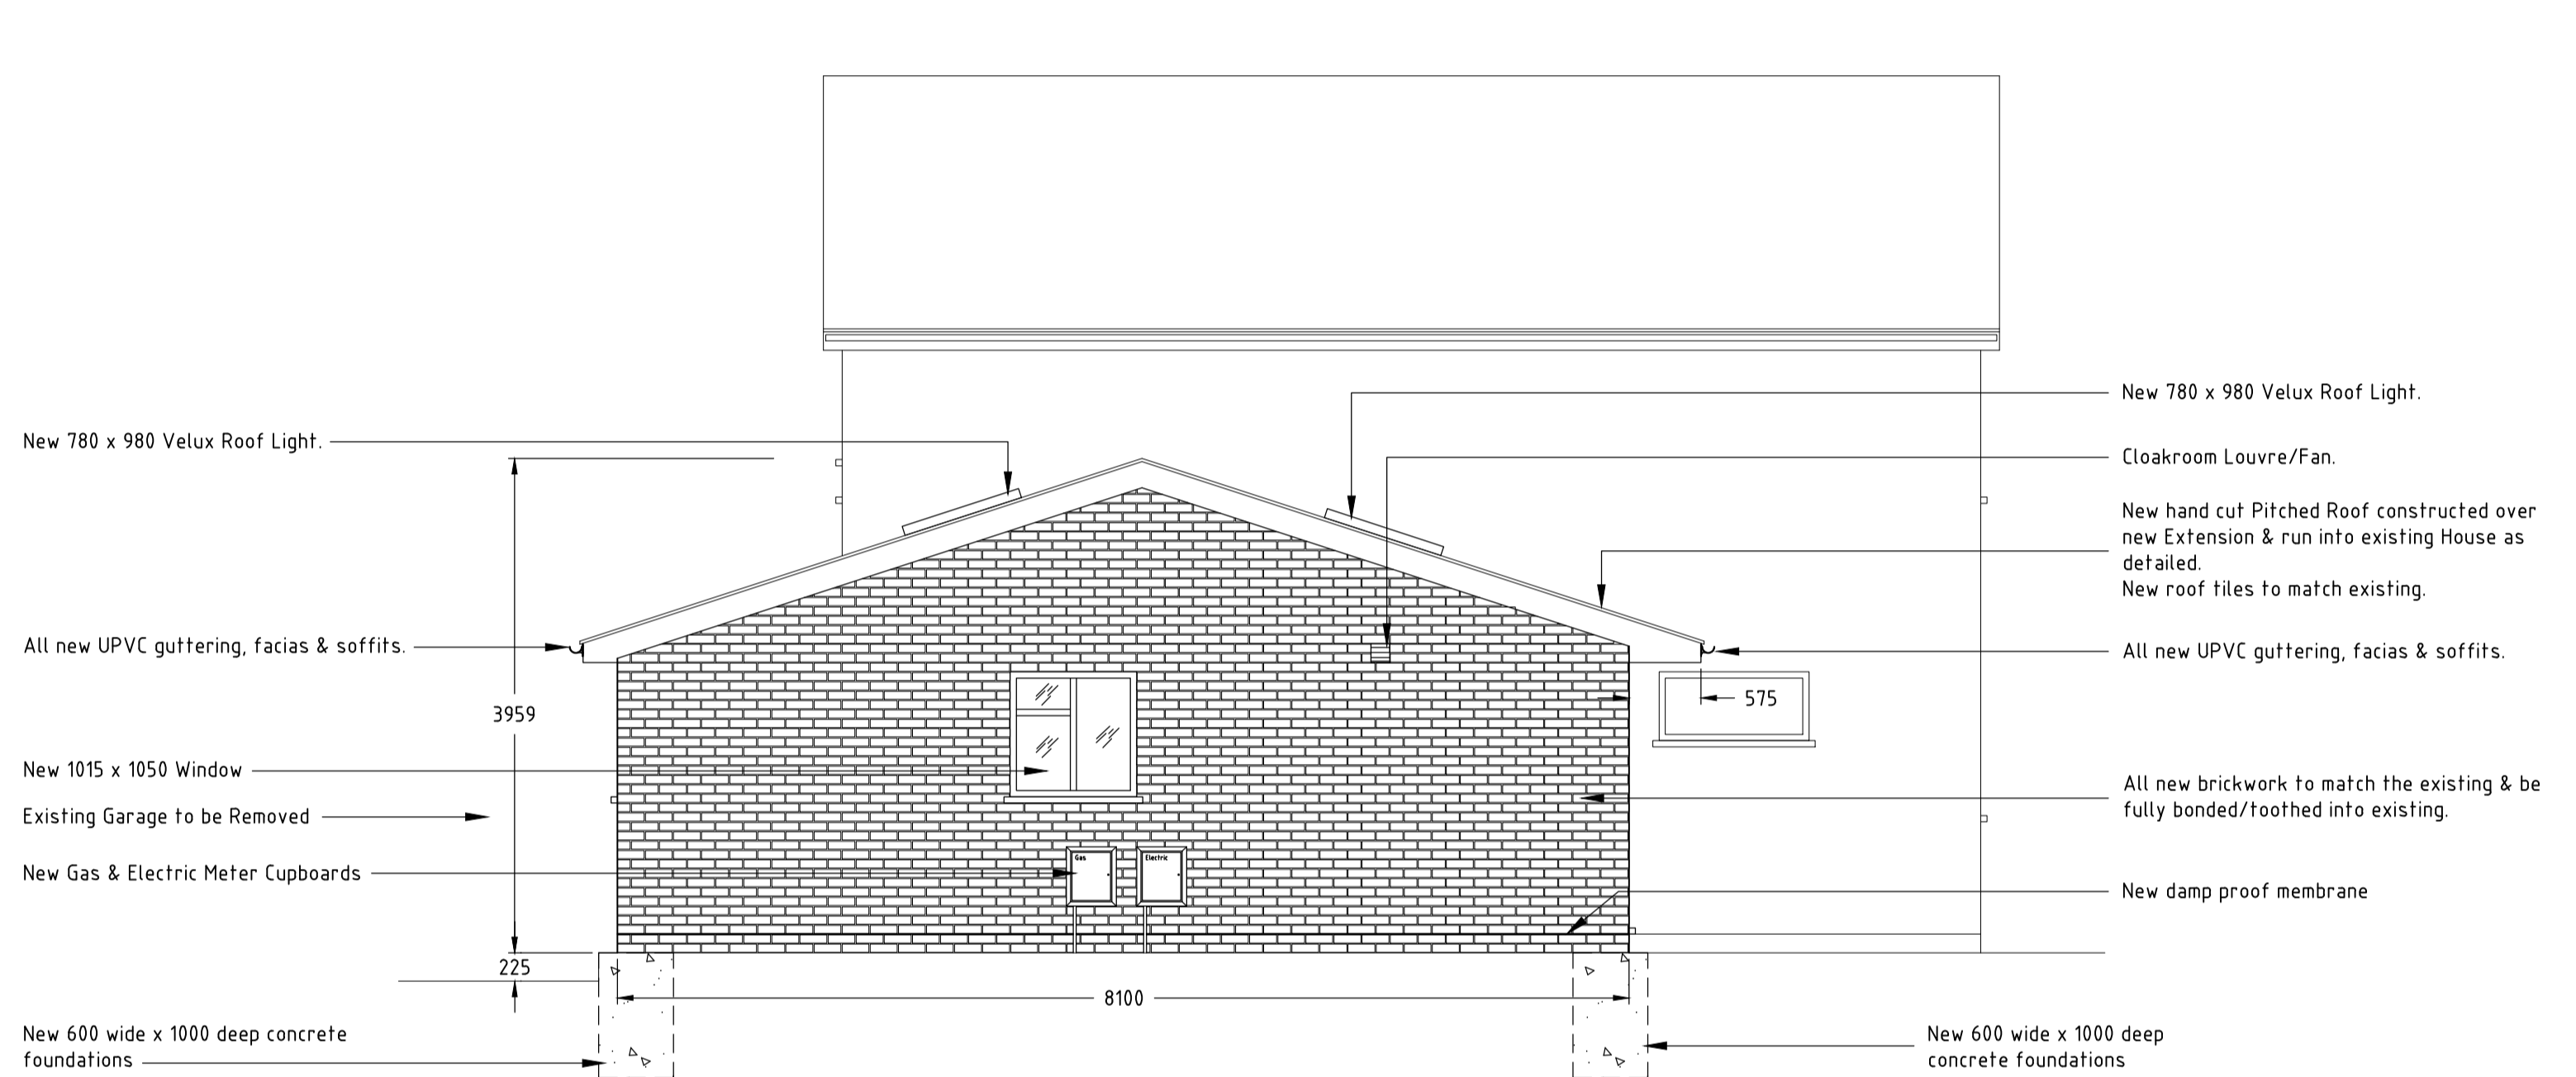 New 780 x 980 Velux Roof Light.
All new UPVC guttering, facias & soffits.
3959
New 1015 x 1050 Window
Existing Garage to be Removed
New Gas & Electric Meter Cupboards
225
New 600 wide x 1000 deep concrete
foundations
Gas
Electric
8100
575
New 780 x 980 Velux Roof Light.
Cloakroom Louvre/Fan.
New hand cut Pitched Roof constructed over
new Extension & run into existing House as
detailed.
New roof tiles to match existing.
All new UPVC guttering, facias & soffits.
All new brickwork to match the existing & be
fully bonded/toothed into existing.
New damp proof membrane
New 600 wide x 1000 deep
concrete foundations